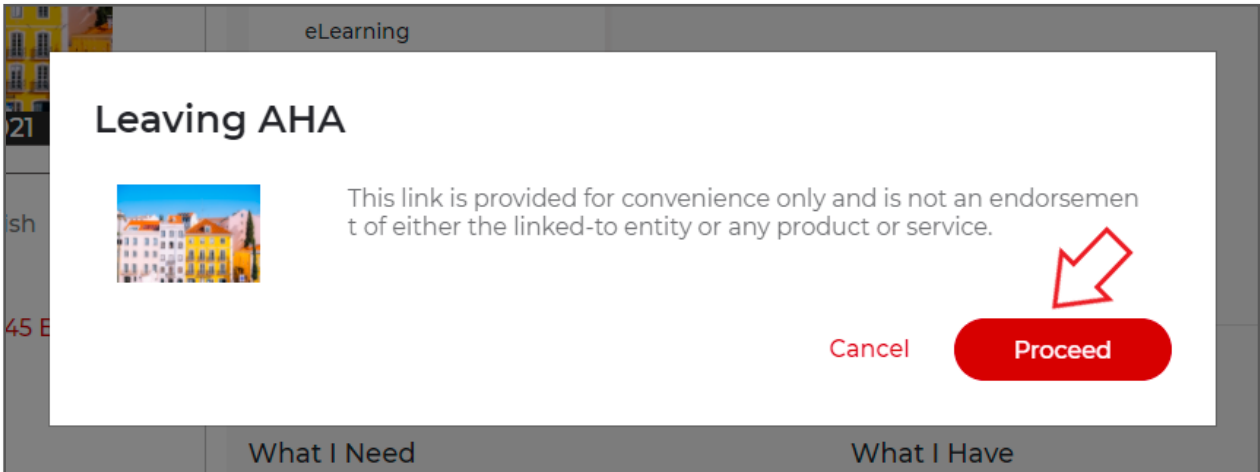 eLearning
021
Leaving AHA
This link is provided for convenience only and is not an endorsemen
t of either the linked-to entity or any product or service.
ish
45 E
Cancel
Proceed
What I Need
What I Have